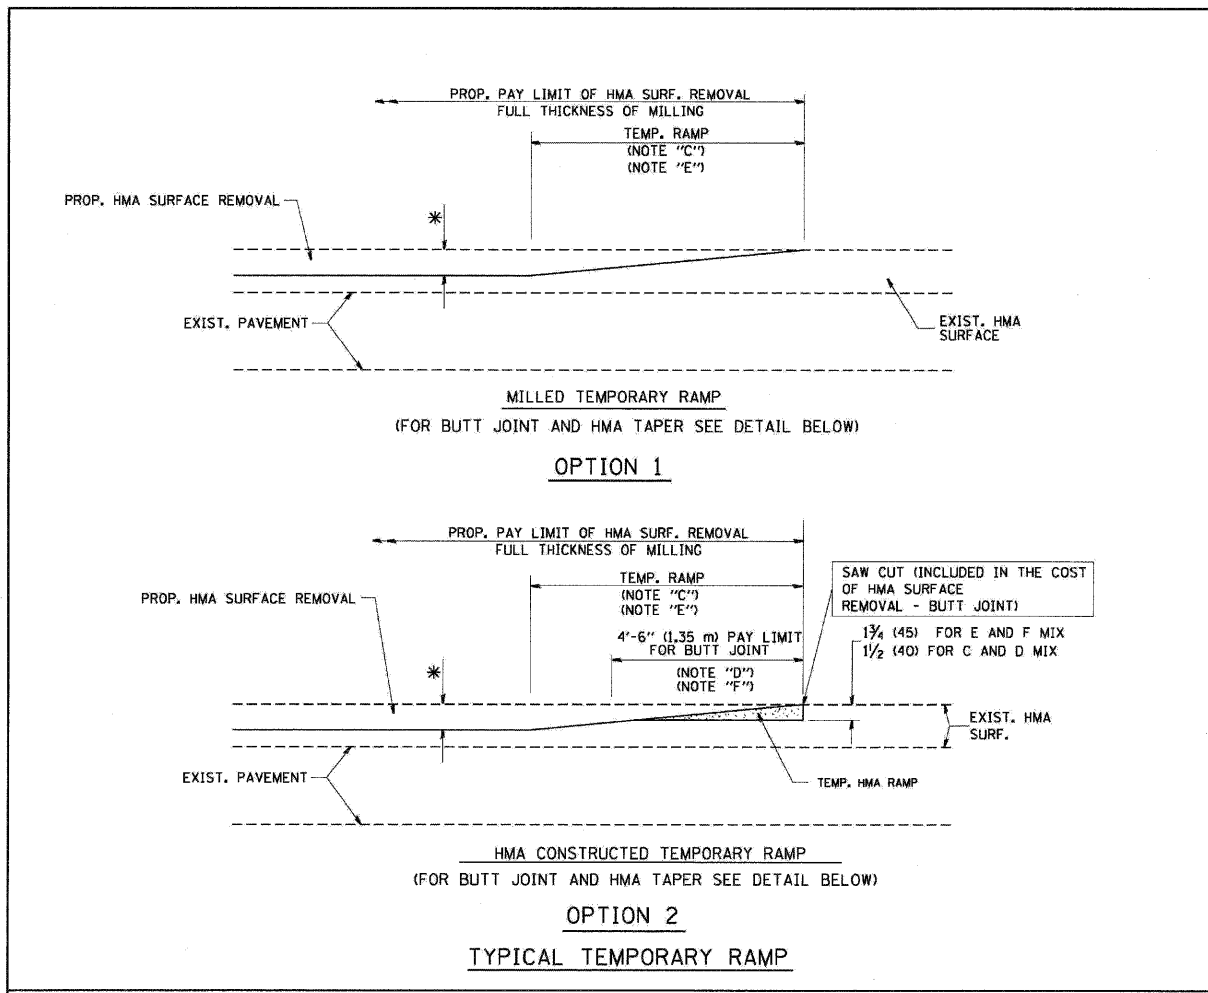 PROP. PAY LIMIT OF HMA SURF. REMOVAL
FULL THICKNESS OF MILLING
TEMP. RAMP
(NOTE "C")
(NOTE "E")
PROP. HMA SURFACE REMOVAL
*
EXIST. PAVEMENT
EXIST. HMA
SURFACE
MILLED TEMPORARY RAMP
(FOR BUTT JOINT AND HMA TAPER SEE DETAIL BELOW)
OPTION 1
PROP. PAY LIMIT OF HMA SURF. REMOVAL
FULL THICKNESS OF MILLING
TEMP. RAMP
(NOTE "C")
(NOTE "E")
SAW CUT (INCLUDED IN THE COST
OF HMA SURFACE
REMOVAL - BUTT JOINT)
PROP. HMA SURFACE REMOVAL
4'-6" (1.35 m) PAY LIMIT
FOR BUTT JOINT
(NOTE "D")
(NOTE "F")
1¾ (45) FOR E AND F MIX
1½ (40) FOR C AND D MIX
*
EXIST. HMA
SURF.
EXIST. PAVEMENT
TEMP. HMA RAMP
HMA CONSTRUCTED TEMPORARY RAMP
(FOR BUTT JOINT AND HMA TAPER SEE DETAIL BELOW)
OPTION 2
TYPICAL TEMPORARY RAMP